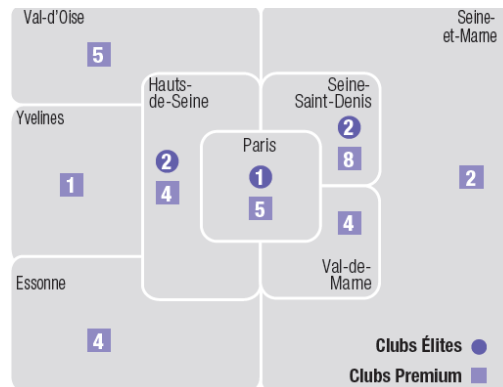 Val-d'Oise
5
Seine-
et-Marne
Hauts-
de-Seine
2
4
Seine-
Saint-Denis
2
8
Yvelines
1
Paris
1
5
2
4
Val-de-
Marne
Essonne
4
Clubs Élites
Clubs Premium